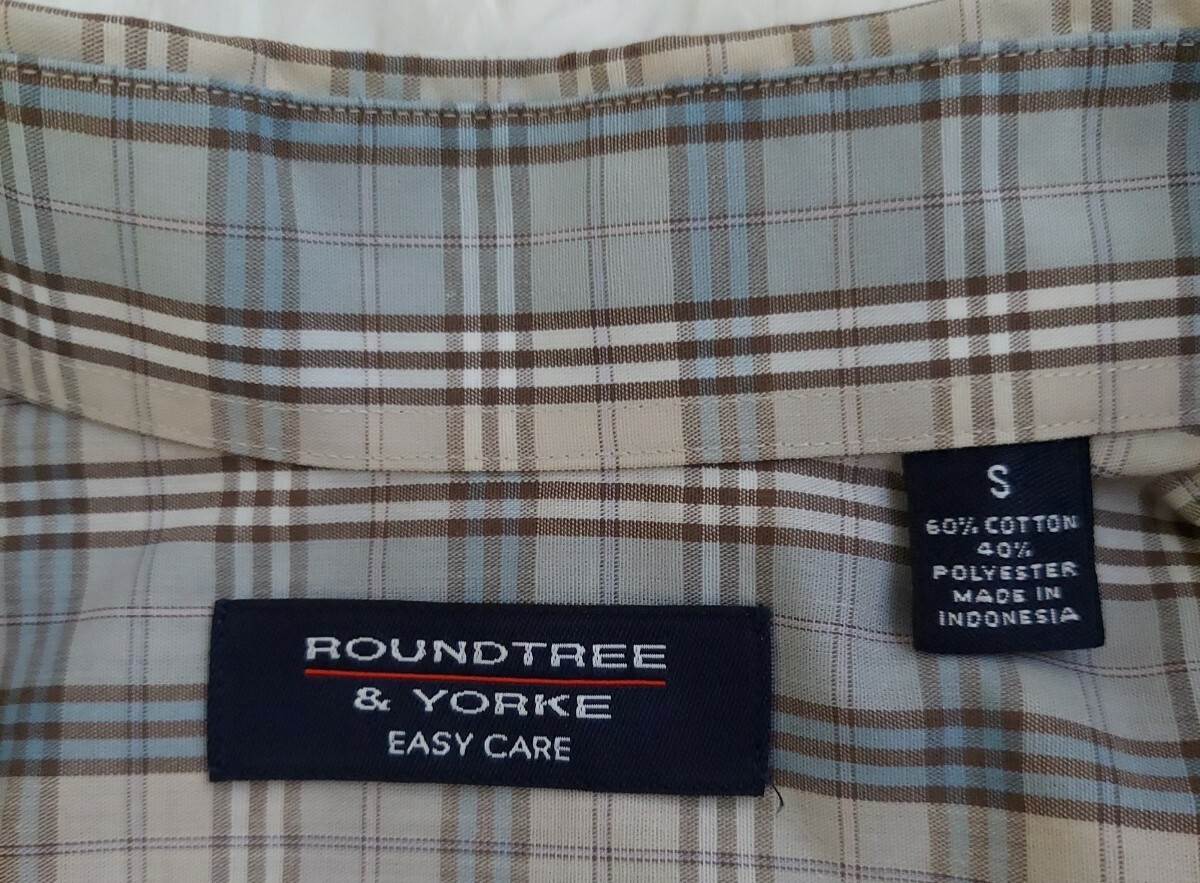 S
60% COTTON
40%
POLYESTER
MADE IN
INDONESIA
ROUNDTREE
& YORKE
EASY CARE